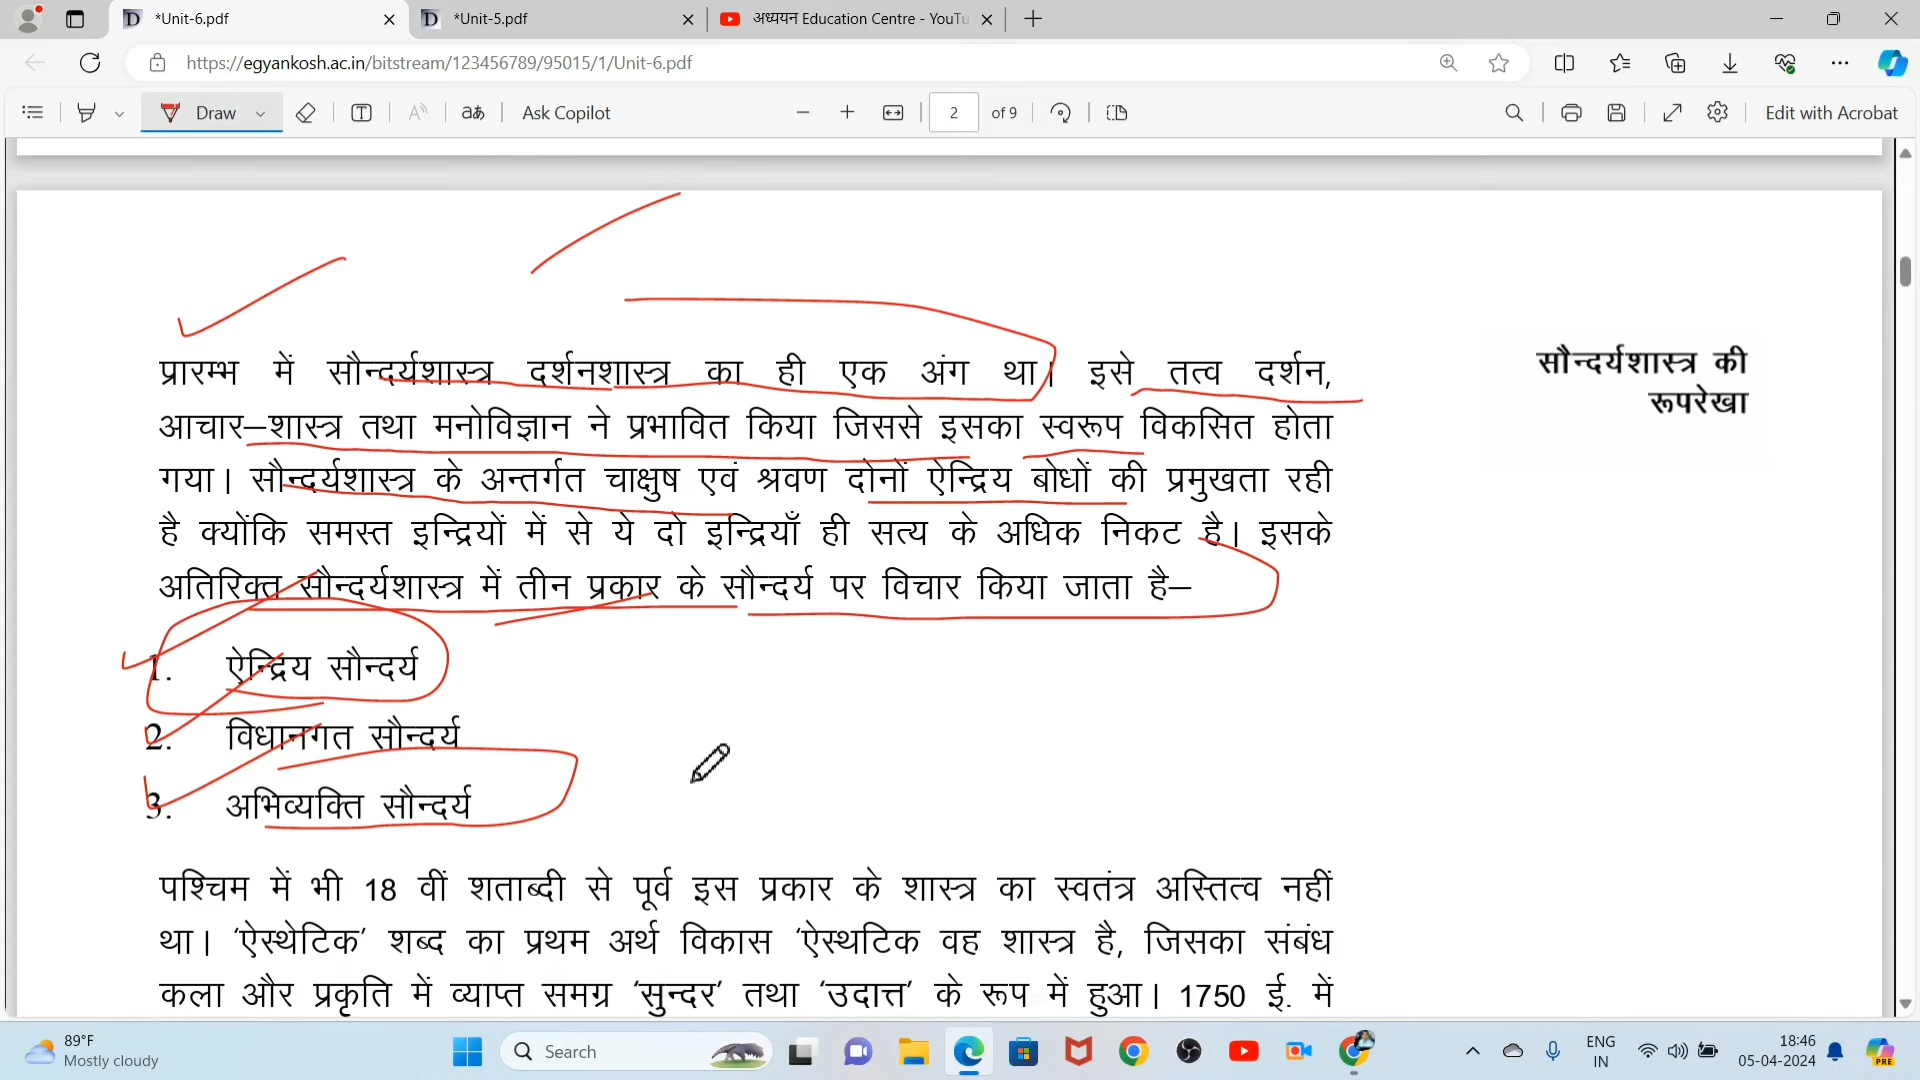 *Unit-6.pdf
*Unit-5.pdf
अध्ययन Education Centre - YouTu
https://egyankosh.ac.in/bitstream/123456789/95015/1/Unit-6.pdf
Draw
Ask Copilot
2 of 9
Edit with Acrobat
सौन्दर्यशास्त्र की
रूपरेखा
प्रारम्भ में सौन्दर्यशास्त्र दर्शनशास्त्र का ही एक अंग था। इसे तत्व दर्शन,
आचार–शास्त्र तथा मनोविज्ञान ने प्रभावित किया जिससे इसका स्वरूप विकसित होता
गया। सौन्दर्यशास्त्र के अन्तर्गत चाक्षुष एवं श्रवण दोनों ऐन्द्रिय बोधों की प्रमुखता रही
है क्योंकि समस्त इन्द्रियों में से ये दो इन्द्रियाँ ही सत्य के अधिक निकट है। इसके
अतिरिक्त सौन्दर्यशास्त्र में तीन प्रकार के सौन्दर्य पर विचार किया जाता है–
1. ऐन्द्रिय सौन्दर्य
2. विधानगत सौन्दर्य
3. अभिव्यक्ति सौन्दर्य
पश्चिम में भी 18 वीं शताब्दी से पूर्व इस प्रकार के शास्त्र का स्वतंत्र अस्तित्व नहीं
था। ‘ऐस्थेटिक’ शब्द का प्रथम अर्थ विकास ‘ऐस्थटिक वह शास्त्र है, जिसका संबंध
कला और प्रकृति में व्याप्त समग्र ‘सुन्दर’ तथा ‘उदात्त’ के रूप में हुआ। 1750 ई. में
89°F
Mostly cloudy
Search
ENG
IN
18:46
05-04-2024
PRE